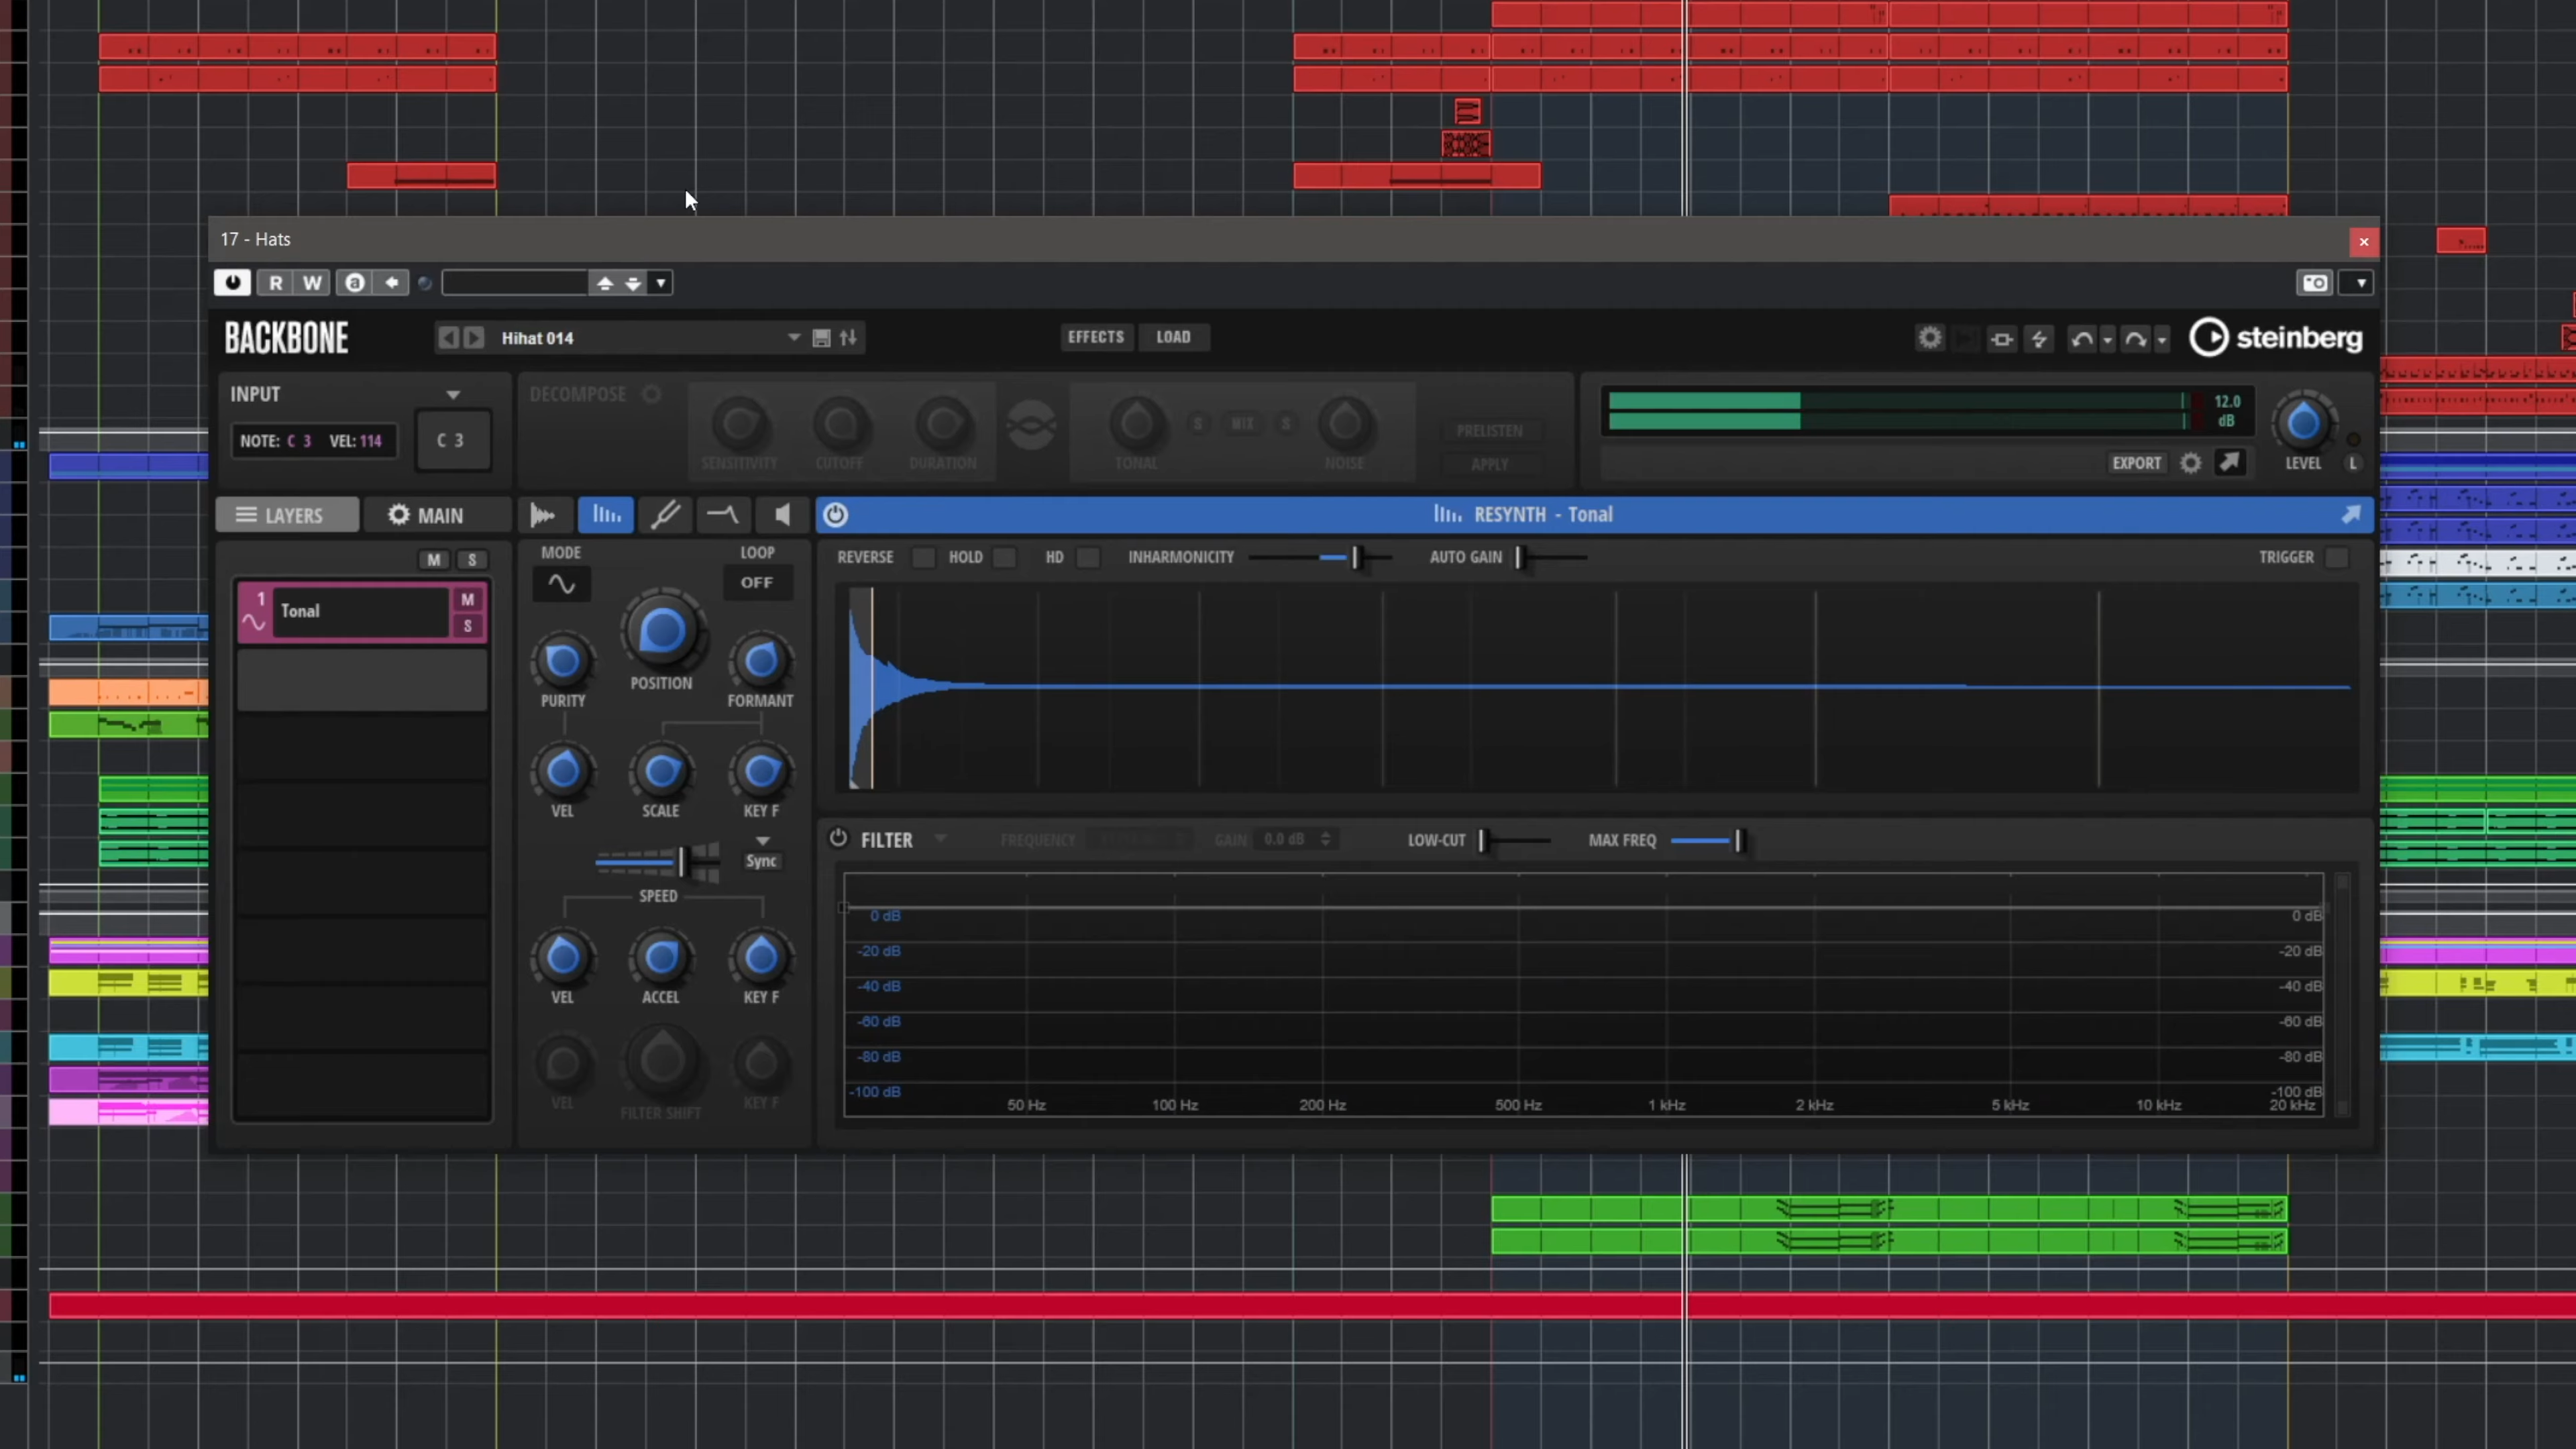 17 - Hats
R W a
BACKBONE
Hihat 014
EFFECTS LOAD
steinberg
INPUT
NOTE: C 3 VEL: 114
C 3
DECOMPOSE
SENSITIVITY CUTOFF DURATION
S MIX S
TONAL NOISE
PRELISTEN
APPLY
12.0
dB
EXPORT
LEVEL L
LAYERS MAIN
RESYNTH - Tonal
M S
1 Tonal M
S
MODE LOOP
OFF
PURITY POSITION FORMANT
VEL SCALE KEY F
Sync
SPEED
VEL ACCEL KEY F
VEL FILTER SHIFT KEY F
REVERSE HOLD HD INHARMONICITY AUTO GAIN TRIGGER
FILTER FREQUENCY GAIN 0.0 dB LOW-CUT MAX FREQ
0 dB 0 dB
-20 dB -20 dB
-40 dB -40 dB
-60 dB -60 dB
-80 dB -80 dB
-100 dB -100 dB
50 Hz 100 Hz 200 Hz 500 Hz 1 kHz 2 kHz 5 kHz 10 kHz 20 kHz